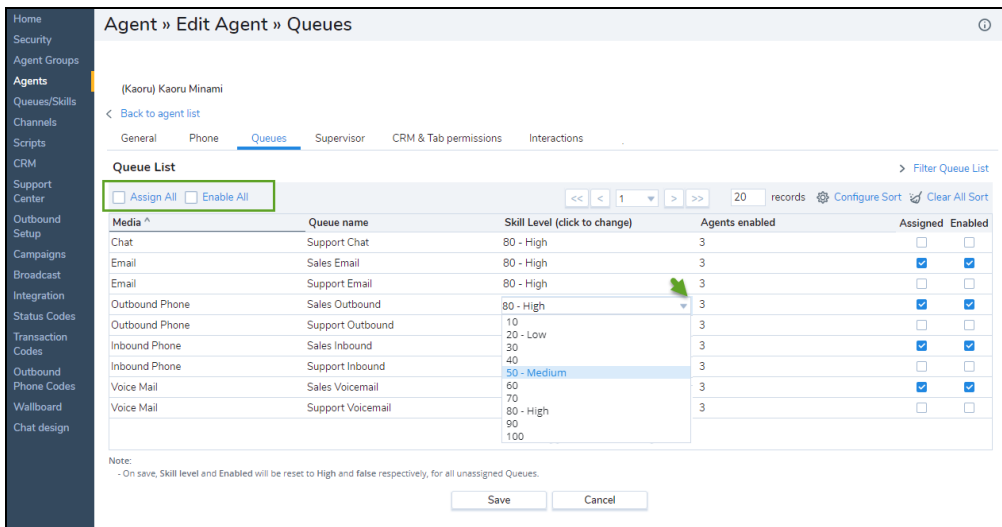 Home
Security
Agent Groups
Agents
Queues/Skills
Channels
Scripts
CRM
Support
Center
Outbound
Setup
Campaigns
Broadcast
Integration
Status Codes
Transaction
Codes
Outbound
Phone Codes
Wallboard
Chat design
Agent » Edit Agent » Queues
(Kaoru) Kaoru Minami
< Back to agent list
General Phone Queues Supervisor CRM & Tab permissions Interactions
Queue List > Filter Queue List
Assign All Enable All << < 1 > >> 20 records Configure Sort Clear All Sort
Media ^ Queue name Skill Level (click to change) Agents enabled Assigned Enabled
Chat Support Chat 80 - High 3
Email Sales Email 80 - High 3
Email Support Email 80 - High 3
Outbound Phone Sales Outbound 80 - High 3
Outbound Phone Support Outbound 3
Inbound Phone Sales Inbound 3
Inbound Phone Support Inbound 3
Voice Mail Sales Voicemail 3
Voice Mail Support Voicemail 3
10
20 - Low
30
40
50 - Medium
60
70
80 - High
90
100
Note:
- On save, Skill level and Enabled will be reset to High and false respectively, for all unassigned Queues.
Save Cancel